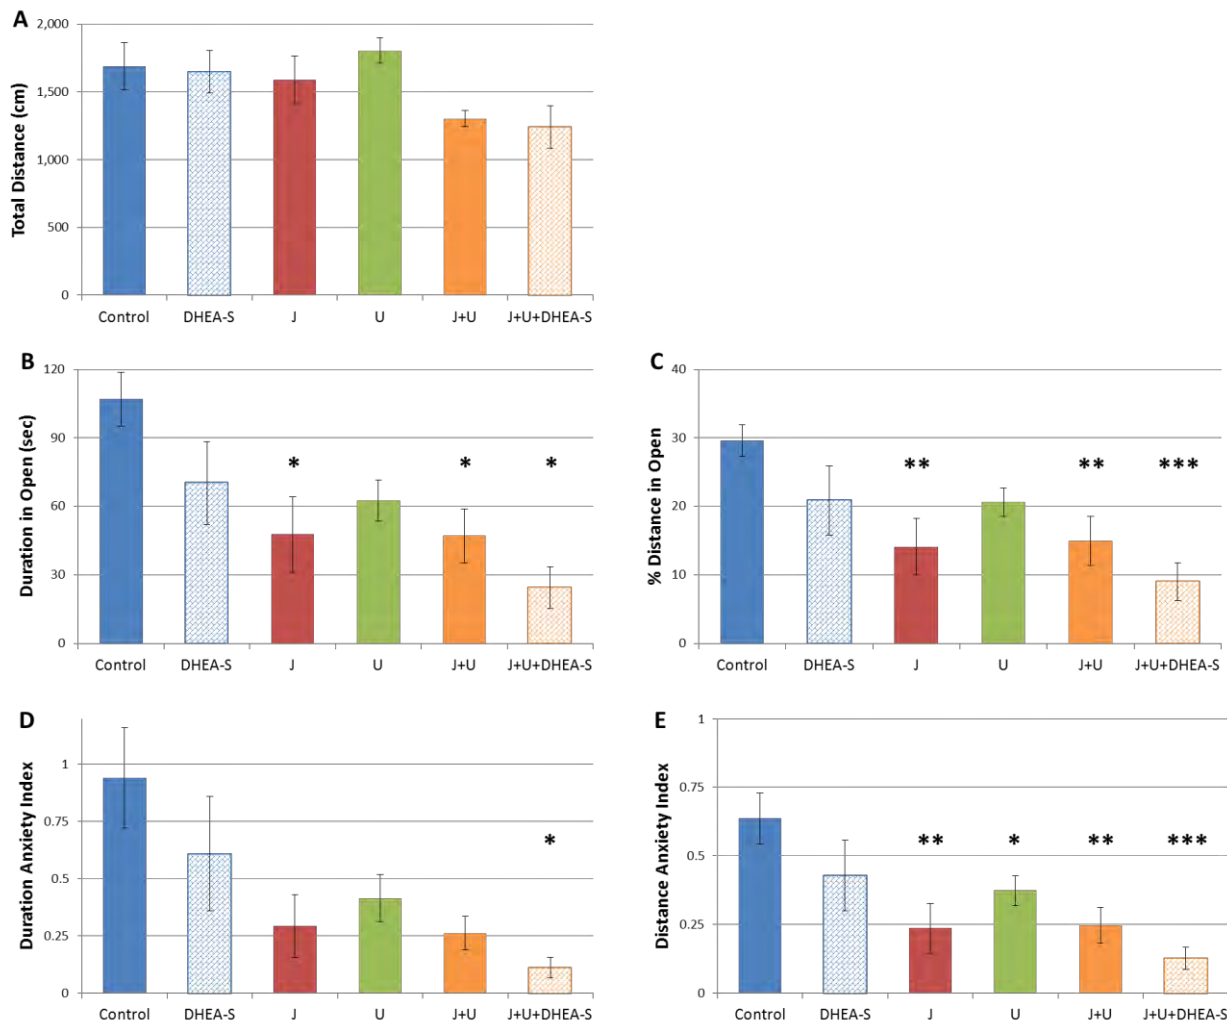 A
Total Distance (cm)
2,000
1,500
1,000
500
0
Control DHEA-S J U J+U J+U+DHEA-S
B
Duration in Open (sec)
120
90
60
30
0
* * *
Control DHEA-S J U J+U J+U+DHEA-S
C
% Distance in Open
40
30
20
10
0
** ** ***
Control DHEA-S J U J+U J+U+DHEA-S
D
Duration Anxiety Index
1
0.75
0.5
0.25
0
*
Control DHEA-S J U J+U J+U+DHEA-S
E
Distance Anxiety Index
1
0.75
0.5
0.25
0
** * ** ***
Control DHEA-S J U J+U J+U+DHEA-S